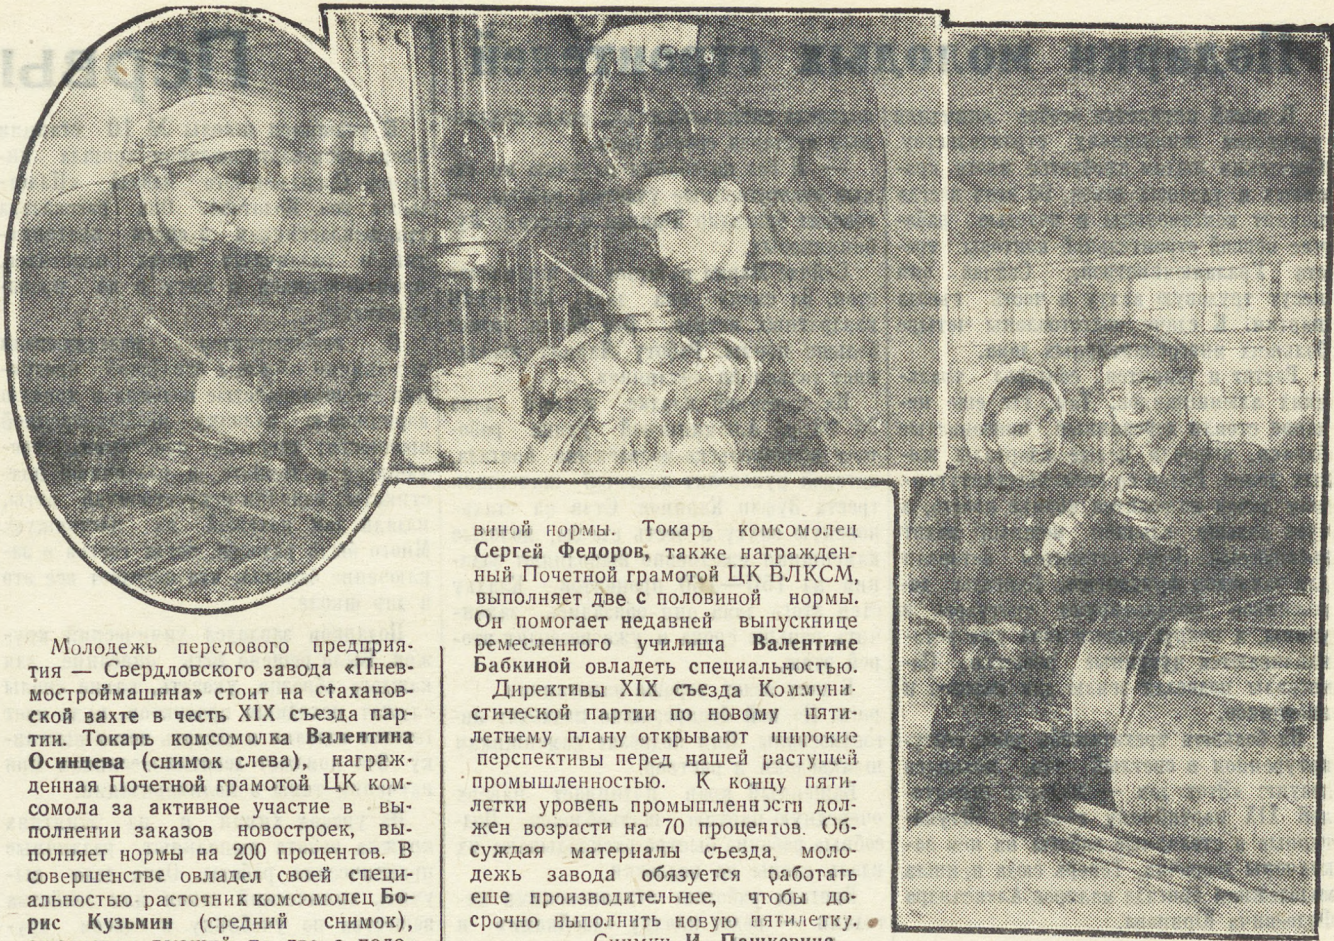 Молодежь передового предприя-
тия — Свердловского завода «Пнев-
мостроймашина» стоит на стаханов-
ской вахте в честь XIX съезда пар-
тии. Токарь комсомолка Валентина
Осинцева (снимок слева), награж-
денная Почетной грамотой ЦК ком-
сомола за активное участие в вы-
полнении заказов новостроек, вы-
полняет нормы на 200 процентов. В
совершенстве овладел своей специ-
альностью расточник комсомолец Бо-
рис Кузьмин (средний снимок),
виной нормы. Токарь комсомолец
Сергей Федоров, также награжден-
ный Почетной грамотой ЦК ВЛКСМ,
выполняет две с половиной нормы.
Он помогает недавней выпускнице
ремесленного училища Валентине
Бабкиной овладеть специальностью.
Директивы XIX съезда Коммуни-
стической партии по новому пяти-
летнему плану открывают широкие
перспективы перед нашей растущей
промышленностью. К концу пяти-
летки уровень промышленности дол-
жен возрасти на 70 процентов. Об-
суждая материалы съезда, моло-
дежь завода обязуется работать
еще производительнее, чтобы до-
срочно выполнить новую пятилетку.
Снимки И. Пашкевича